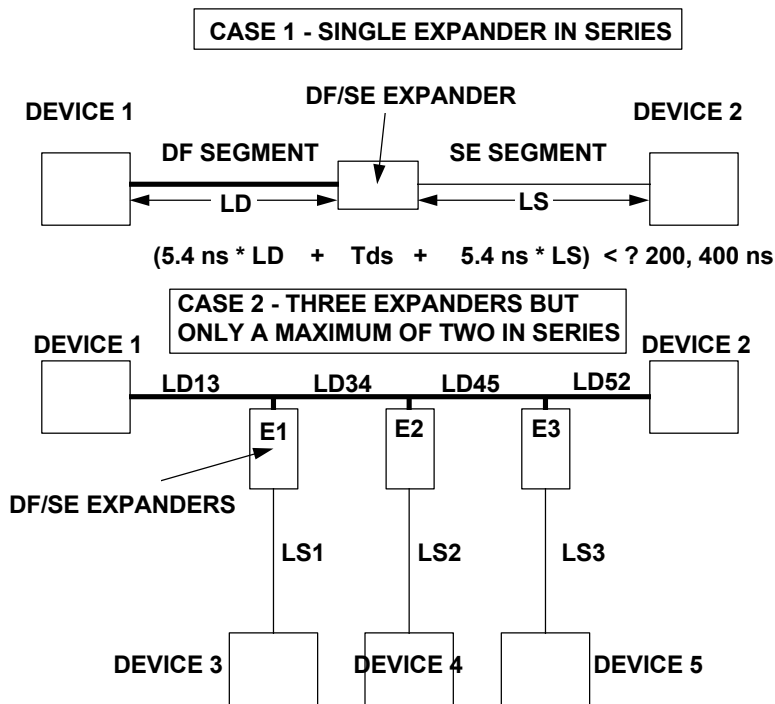 CASE 1 - SINGLE EXPANDER IN SERIES
DF/SE EXPANDER
DEVICE 1
DEVICE 2
DF SEGMENT
SE SEGMENT
LD
LS
(5.4 ns * LD + Tds + 5.4 ns * LS) < ? 200, 400 ns
CASE 2 - THREE EXPANDERS BUT
ONLY A MAXIMUM OF TWO IN SERIES
DEVICE 1
DEVICE 2
LD13
LD34
LD45
LD52
E1
E2
E3
DF/SE EXPANDERS
LS1
LS2
LS3
DEVICE 3
DEVICE 4
DEVICE 5